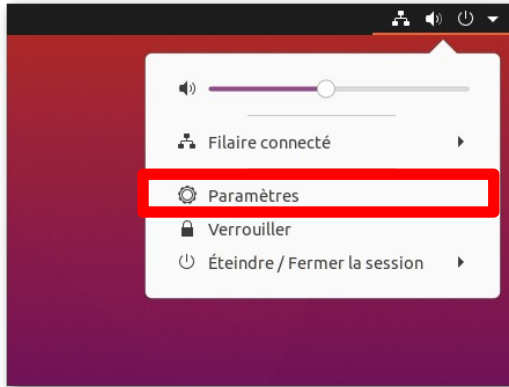 Filaire connecté
Paramètres
Verrouiller
Éteindre / Fermer la session